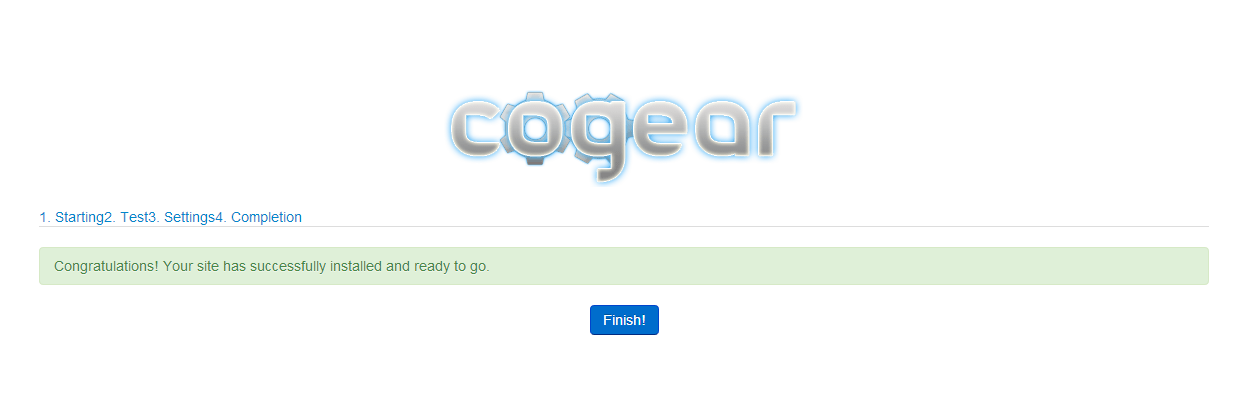 cogear
1. Starting2. Test3. Settings4. Completion
Congratulations! Your site has successfully installed and ready to go.
Finish!